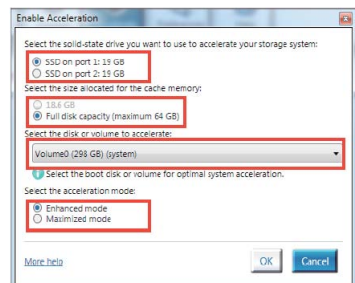 Enable Acceleration
Select the solid-state drive you want to use to accelerate your storage system:
SSD on port 1: 19 GB
SSD on port 2: 19 GB
Select the size allocated for the cache memory:
18.6 GB
Full disk capacity (maximum 64 GB)
Select the disk or volume to accelerate:
Volume0 (298 GB) (system)
Select the boot disk or volume for optimal system acceleration.
Select the acceleration mode:
Enhanced mode
Maximized mode
More help
OK
Cancel